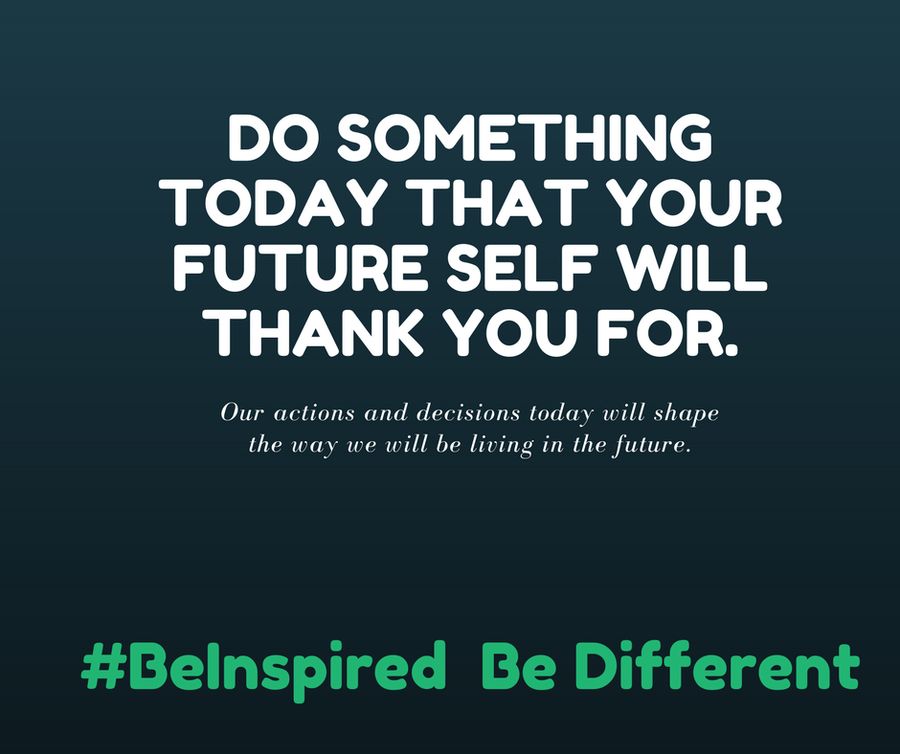 DO SOMETHING
TODAY THAT YOUR
FUTURE SELF WILL
THANK YOU FOR.
Our actions and decisions today will shape
the way we will be living in the future.
#BeInspired Be Different